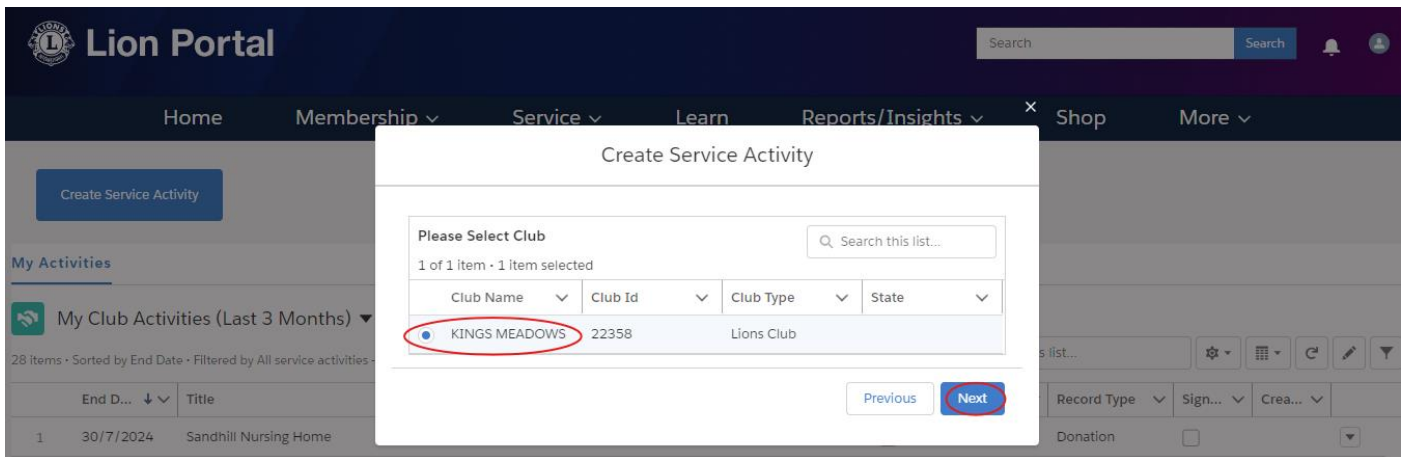 Lion Portal
Search Search
Home Membership Service Learn Reports/Insights Shop More
Create Service Activity
Create Service Activity
Please Select Club Search this list...
1 of 1 item • 1 item selected
Club Name Club Id Club Type State
KINGS MEADOWS 22358 Lions Club
Previous Next
My Activities
My Club Activities (Last 3 Months)
28 items • Sorted by End Date • Filtered by All service activities - s list...
End D... Title Record Type Sign... Crea...
1 30/7/2024 Sandhill Nursing Home Donation